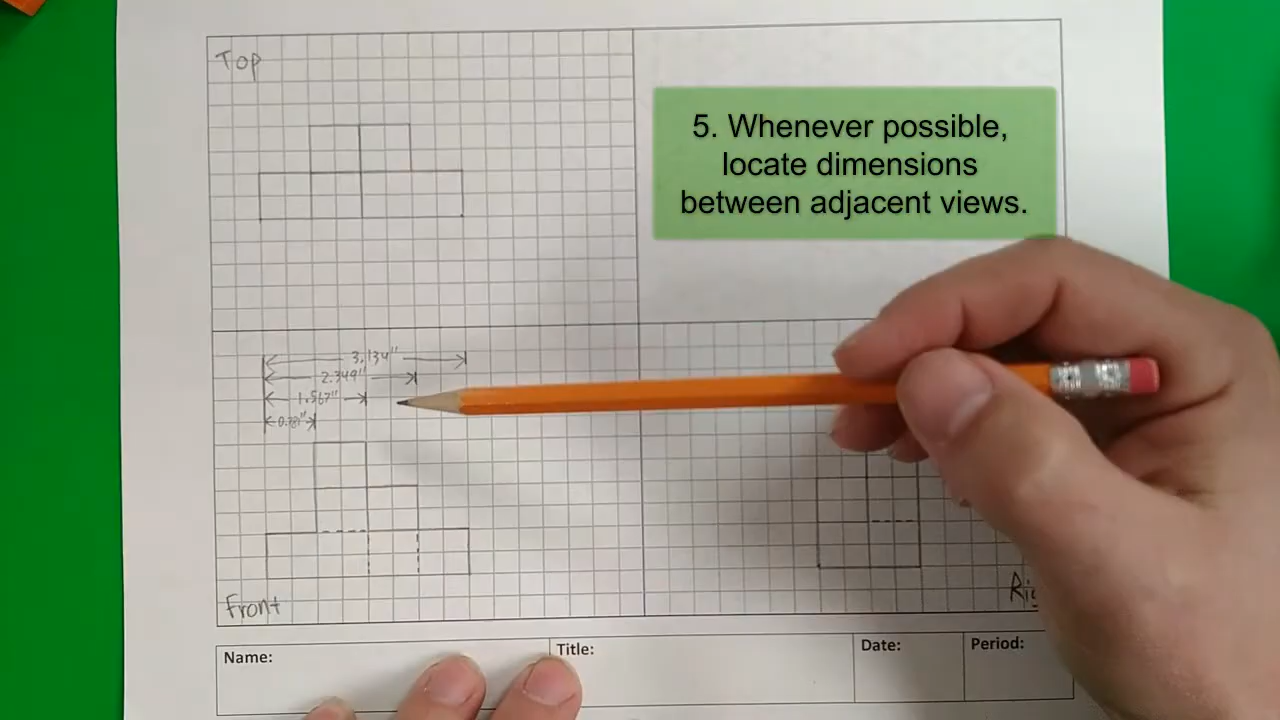 Top
5. Whenever possible,
locate dimensions
between adjacent views.
3.134"
2.349"
1.567"
Front
Name:
Title:
Date:
Period: